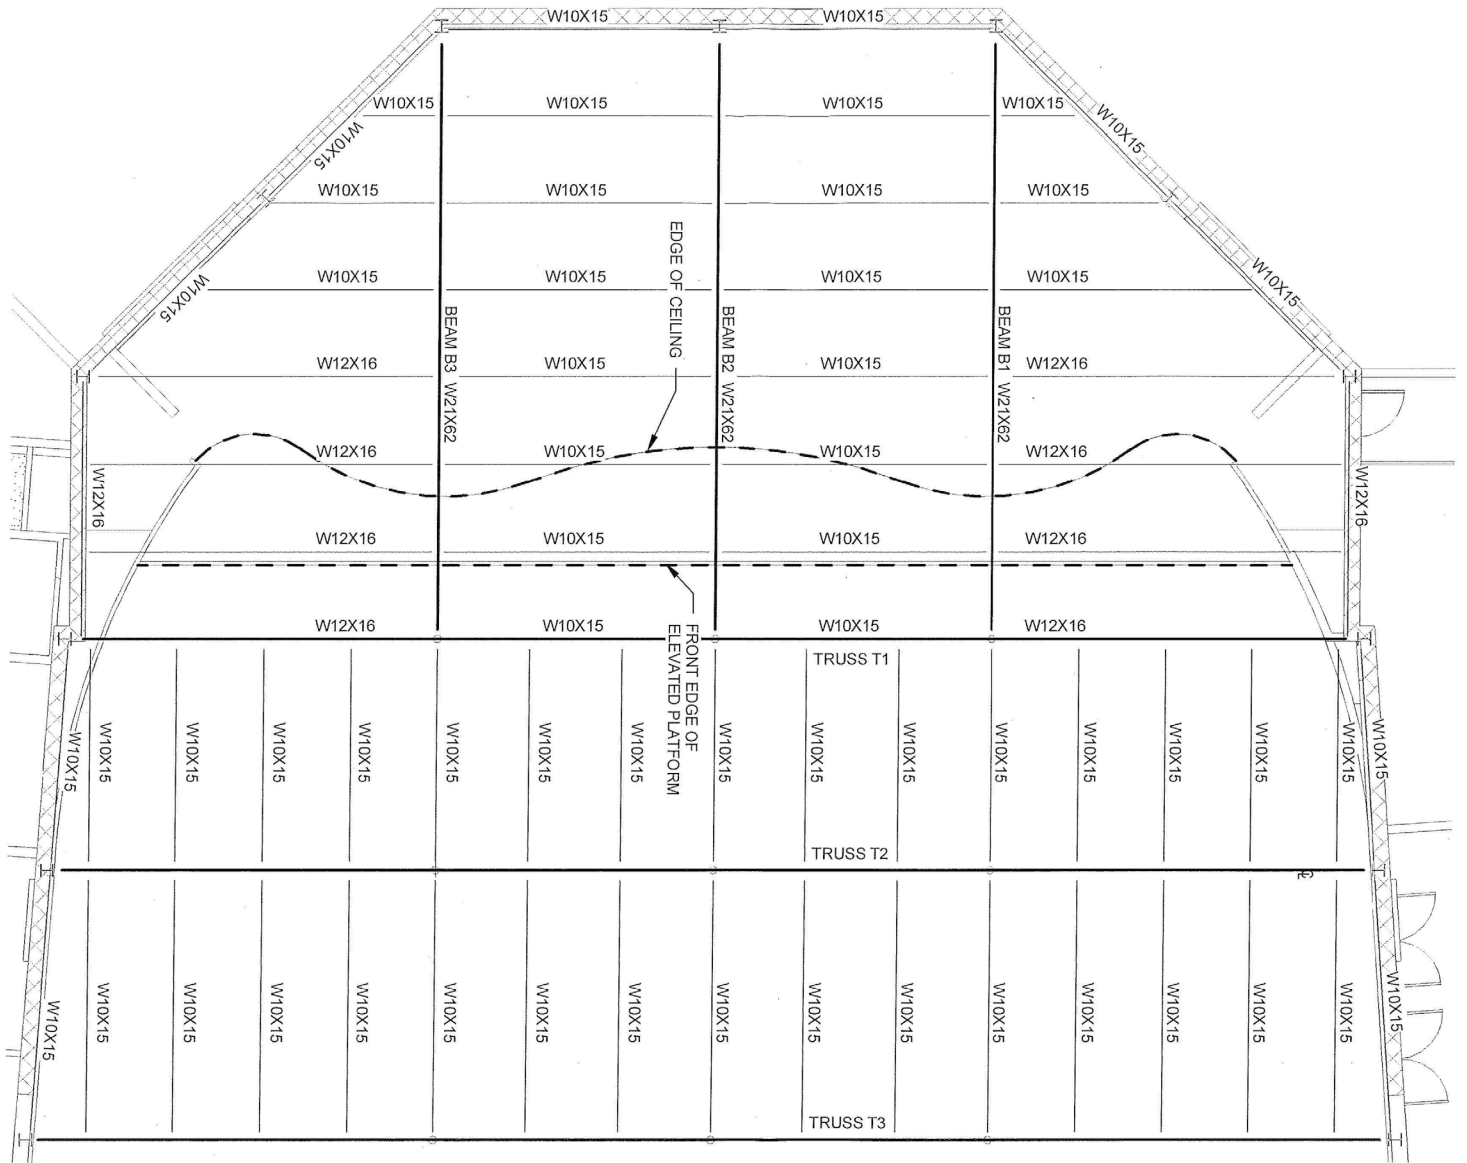 W10X15 W10X15
W10X15 W10X15 W10X15 W10X15
W10X15 W10X15
W10X15 W10X15 W10X15 W10X15
W10X15 W10X15 W10X15 W10X15
W10X15 W10X15
EDGE OF CEILING
BEAM B3 W21X62
BEAM B2 W21X62
BEAM B1 W21X62
W12X16 W10X15 W10X15 W12X16
W12X16 W10X15 W10X15 W12X16
W12X16 W12X16
W12X16 W10X15 W10X15 W12X16
W12X16 W10X15 W10X15 W12X16
FRONT EDGE OF
ELEVATED PLATFORM
TRUSS T1
W10X15 W10X15 W10X15 W10X15 W10X15 W10X15 W10X15 W10X15 W10X15 W10X15 W10X15 W10X15 W10X15 W10X15 W10X15 W10X15 W10X15
TRUSS T2
W10X15 W10X15 W10X15 W10X15 W10X15 W10X15 W10X15 W10X15 W10X15 W10X15 W10X15 W10X15 W10X15 W10X15 W10X15 W10X15 W10X15
TRUSS T3